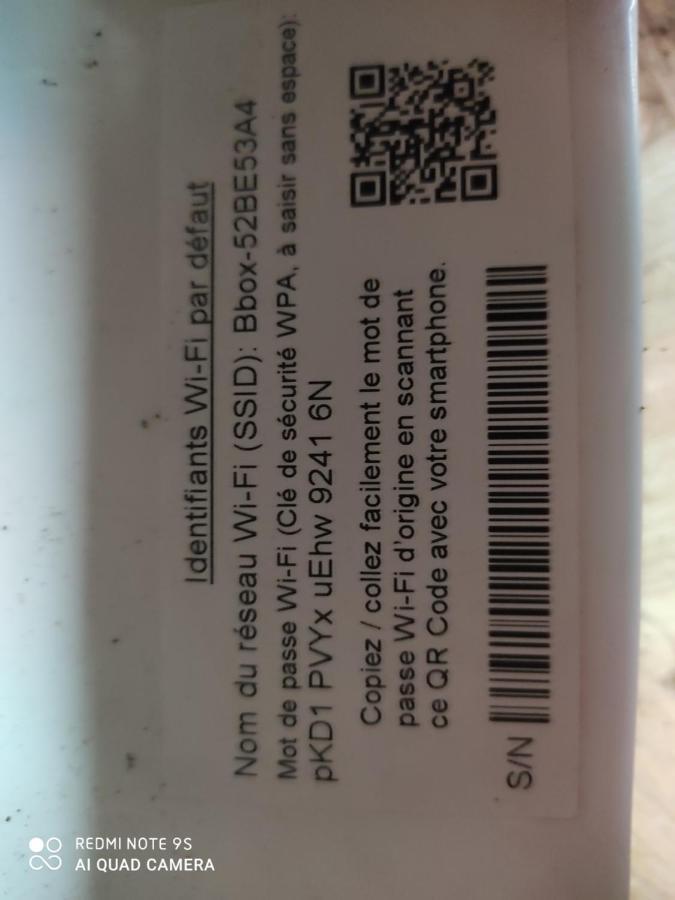 Identifiants Wi-Fi par défaut
Nom du réseau Wi-Fi (SSID): Bbox-52BE53A4
Mot de passe Wi-Fi (Clé de sécurité WPA, à saisir sans espace):
pKD1 PVYx uEhw 9241 6N
Copiez / collez facilement le mot de
passe Wi-Fi d'origine en scannant
ce QR Code avec votre smartphone.
S/N
REDMI NOTE 9S
AI QUAD CAMERA